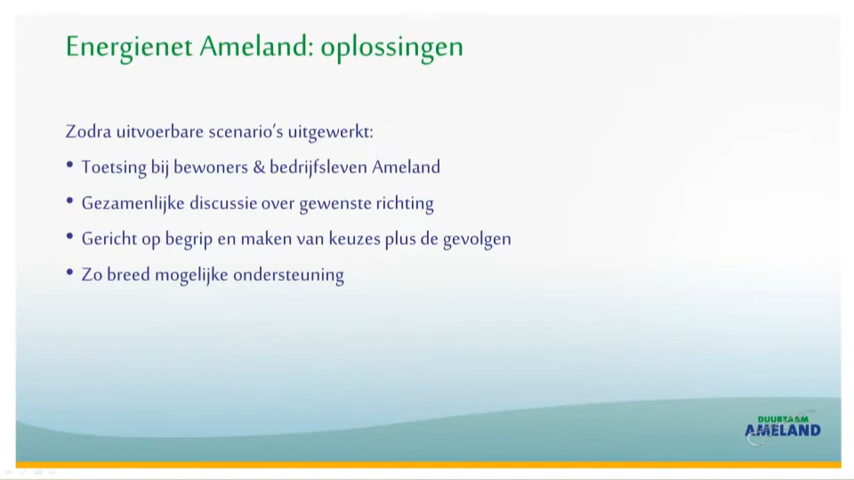 Energienet Ameland: oplossingen
Zodra uitvoerbare scenario's uitgewerkt:
• Toetsing bij bewoners & bedrijfsleven Ameland
• Gezamenlijke discussie over gewenste richting
• Gericht op begrip en maken van keuzes plus de gevolgen
• Zo breed mogelijke ondersteuning
DUURZAAM
AMELAND